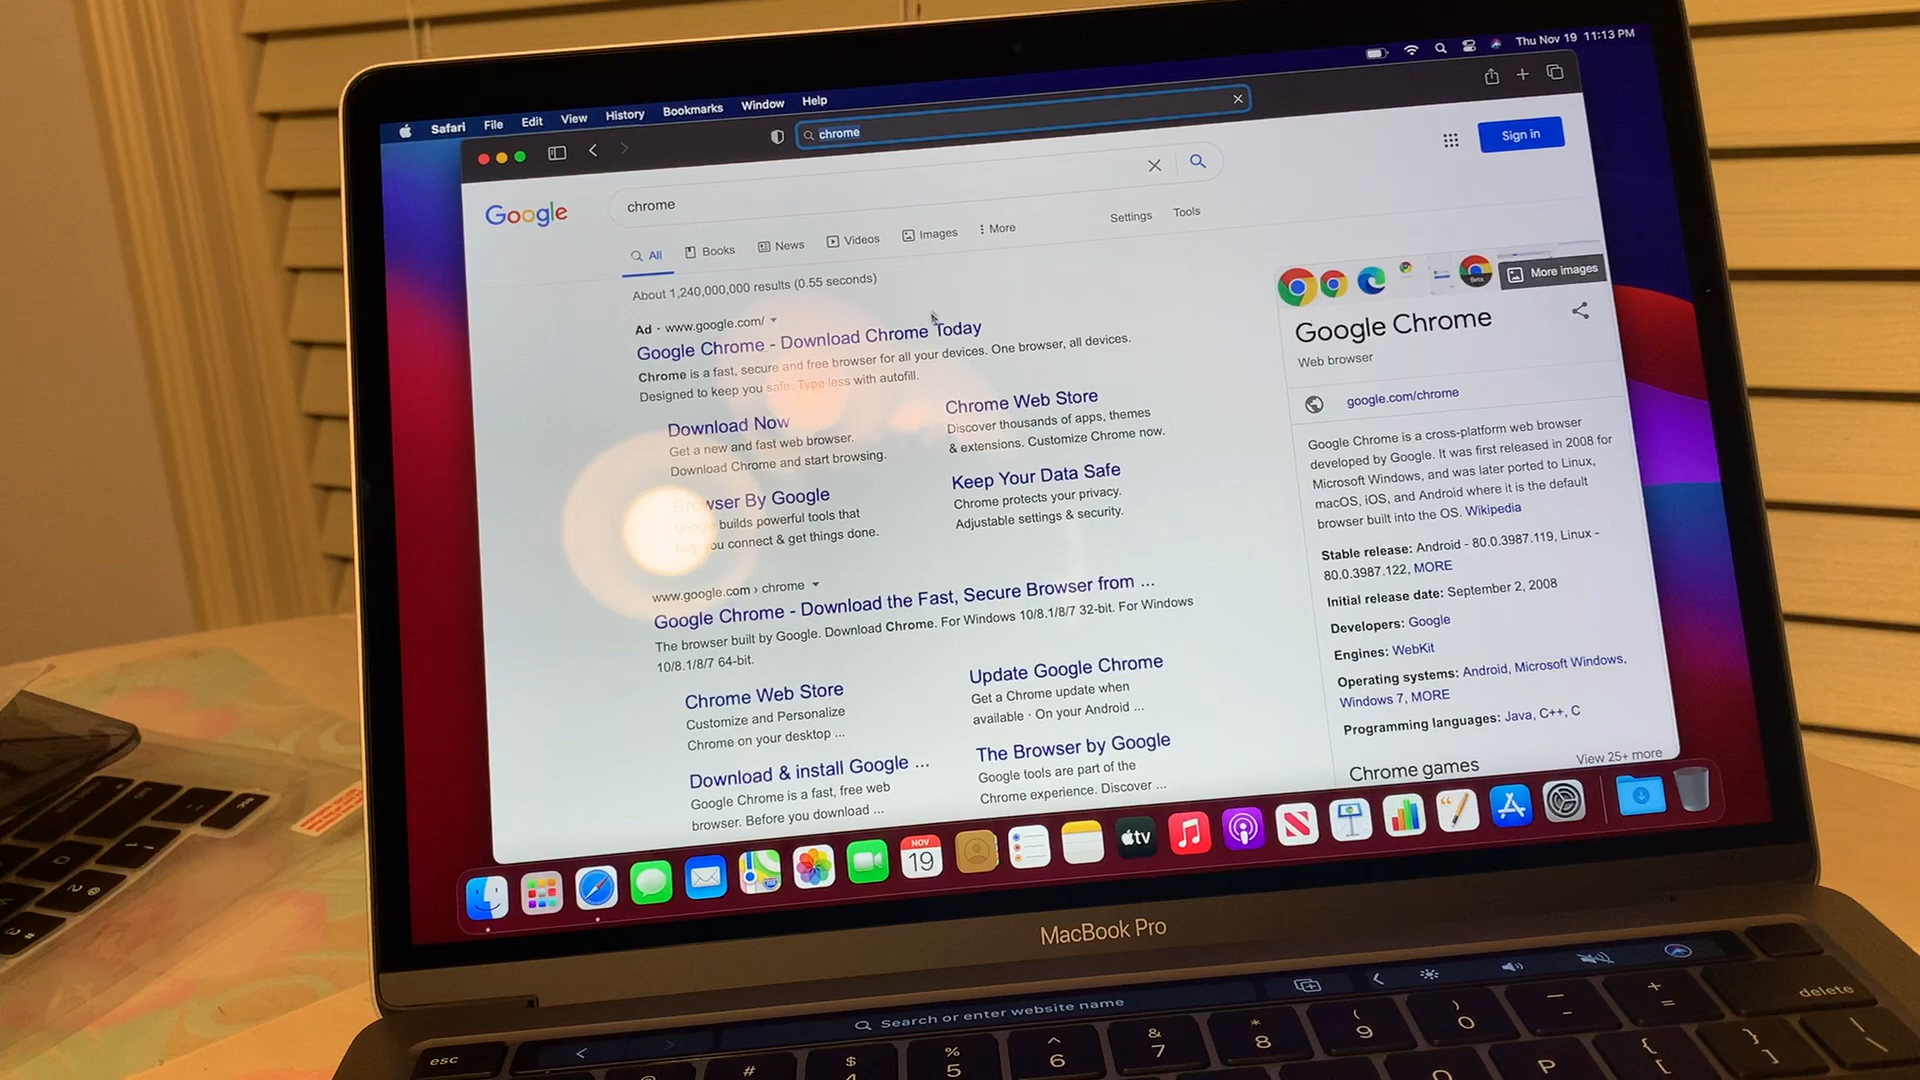 Safari File Edit View History Bookmarks Window Help
Thu Nov 19 11:13 PM
chrome
Sign in
Google
chrome
All Books News Videos Images More
Settings Tools
About 1,240,000,000 results (0.55 seconds)
Ad · www.google.com/
Google Chrome - Download Chrome Today
Chrome is a fast, secure and free browser for all your devices. One browser, all devices.
Designed to keep you safe. Type less with autofill.
Download Now
Get a new and fast web browser.
Download Chrome and start browsing.
Chrome Web Store
Discover thousands of apps, themes
& extensions. Customize Chrome now.
Browser By Google
Google builds powerful tools that
you connect & get things done.
Keep Your Data Safe
Chrome protects your privacy.
Adjustable settings & security.
www.google.com › chrome
Google Chrome - Download the Fast, Secure Browser from ...
The browser built by Google. Download Chrome. For Windows 10/8.1/8/7 32-bit. For Windows
10/8.1/8/7 64-bit.
Chrome Web Store
Customize and Personalize
Chrome on your desktop ...
Update Google Chrome
Get a Chrome update when
available · On your Android ...
Download & install Google ...
Google Chrome is a fast, free web
browser. Before you download ...
The Browser by Google
Google tools are part of the
Chrome experience. Discover ...
More images
Google Chrome
Web browser
google.com/chrome
Google Chrome is a cross-platform web browser
developed by Google. It was first released in 2008 for
Microsoft Windows, and was later ported to Linux,
macOS, iOS, and Android where it is the default
browser built into the OS. Wikipedia
Stable release: Android - 80.0.3987.119, Linux -
80.0.3987.122, MORE
Initial release date: September 2, 2008
Developers: Google
Engines: WebKit
Operating systems: Android, Microsoft Windows,
Windows 7, MORE
Programming languages: Java, C++, C
Chrome games
View 25+ more
NOV
19
tv
MacBook Pro
Search or enter website name
esc
# $ 4 % 5 ^ 6 & 7 * 8 ( 9 ) 0 — - + = delete
P { [ } ] | \